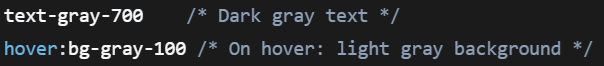 text-gray-700    /* Dark gray text */
hover:bg-gray-100 /* On hover: light gray background */